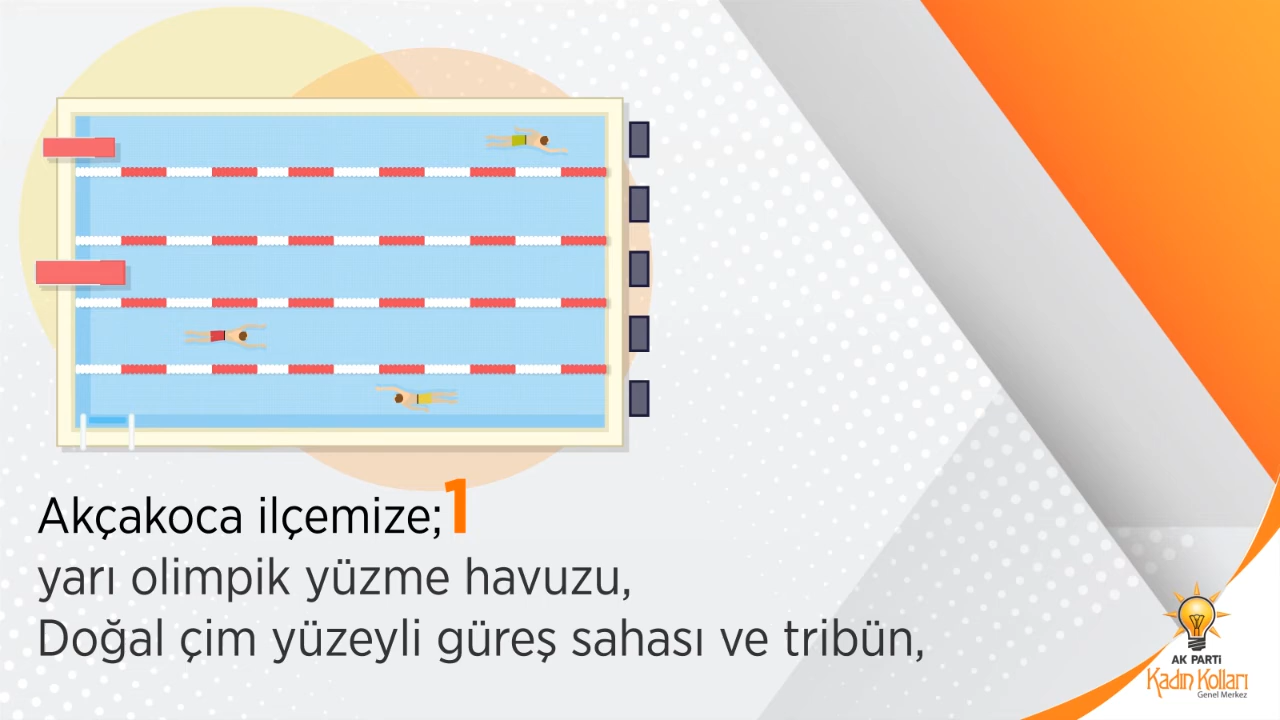 Akçakoca ilçemize;1
yarı olimpik yüzme havuzu,
Doğal çim yüzeyli güreş sahası ve tribün,
AK PARTİ
Kadın Kolları
Genel Merkez